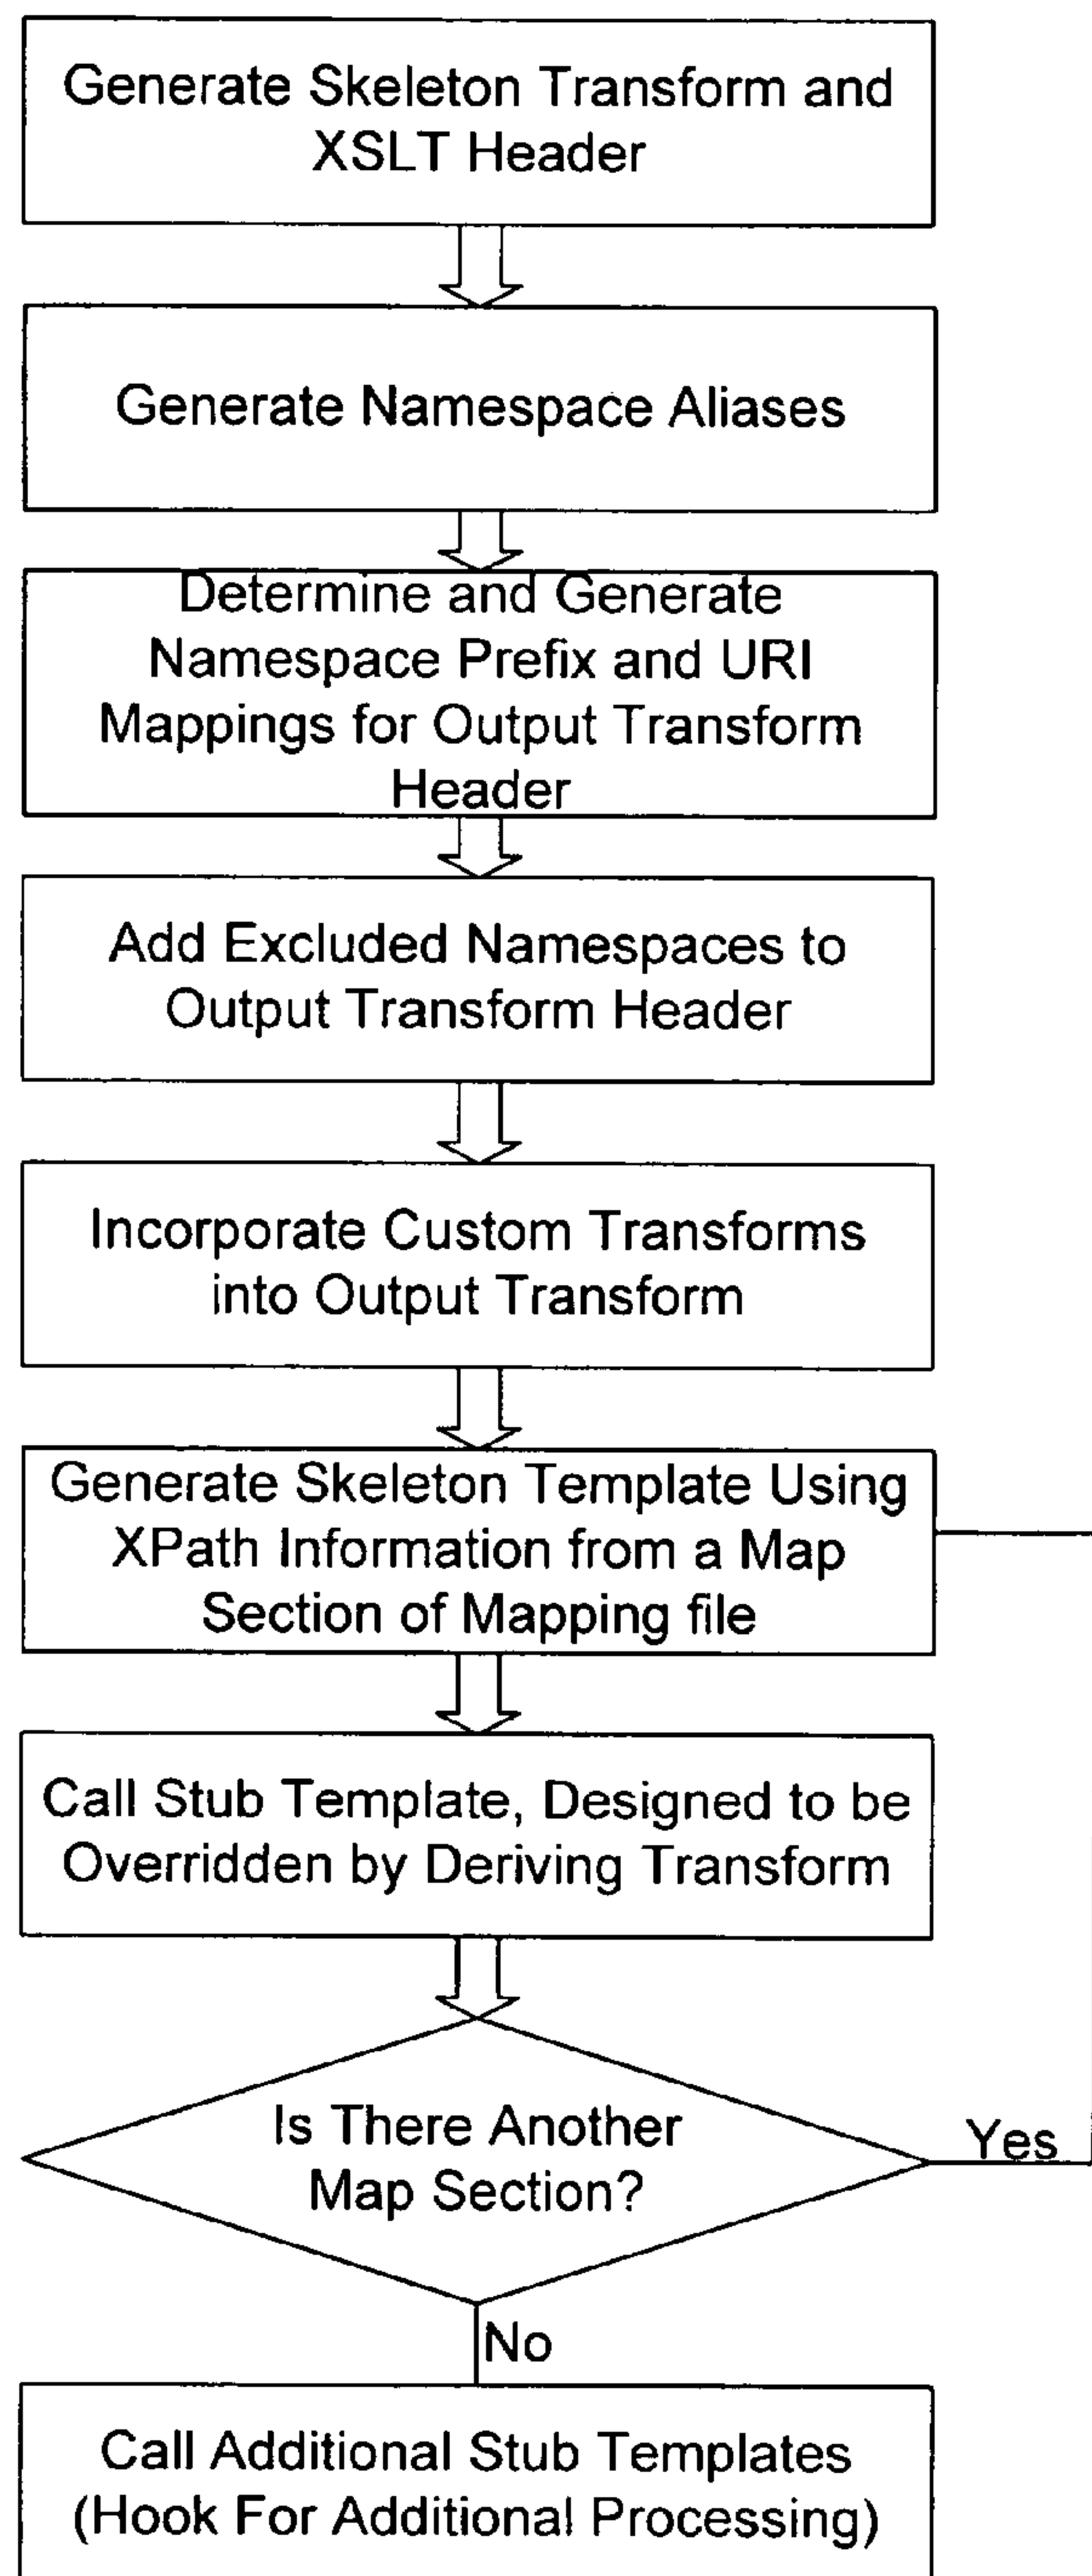 Generate Skeleton Transform and
XSLT Header
Generate Namespace Aliases
Determine and Generate
Namespace Prefix and URI
Mappings for Output Transform
Header
Add Excluded Namespaces to
Output Transform Header
Incorporate Custom Transforms
into Output Transform
Generate Skeleton Template Using
XPath Information from a Map
Section of Mapping file
Call Stub Template, Designed to be
Overridden by Deriving Transform
Is There Another
Map Section?
Yes
No
Call Additional Stub Templates
(Hook For Additional Processing)